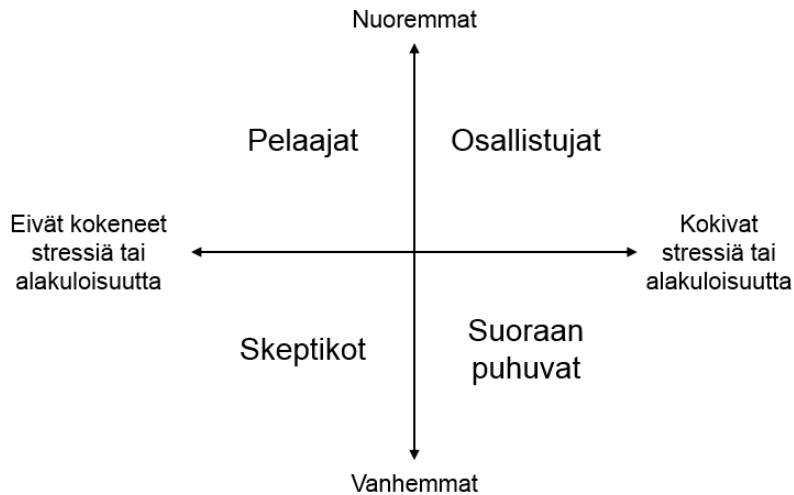 Nuoremmat
Pelaajat
Osallistujat
Eivät kokeneet
stressiä tai
alakuloisuutta
Kokivat
stressiä tai
alakuloisuutta
Skeptikot
Suoraan
puhuvat
Vanhemmat